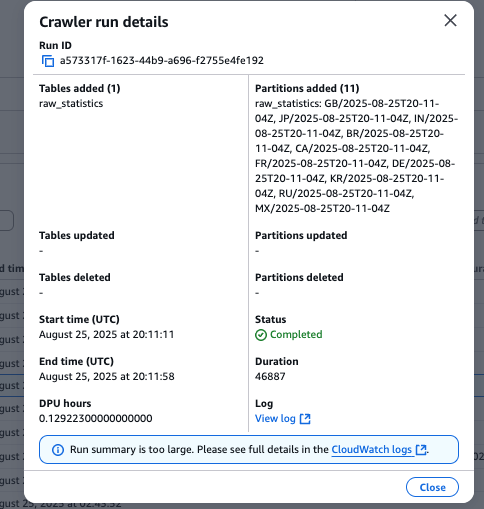 Crawler run details
Run ID
a573317f-1623-44b9-a696-f2755e4fe192
Tables added (1)
raw_statistics
Partitions added (11)
raw_statistics: GB/2025-08-25T20-11-
04Z, JP/2025-08-25T20-11-04Z, IN/2025-
08-25T20-11-04Z, BR/2025-08-25T20-
11-04Z, CA/2025-08-25T20-11-04Z,
FR/2025-08-25T20-11-04Z, DE/2025-08-
25T20-11-04Z, KR/2025-08-25T20-11-
04Z, RU/2025-08-25T20-11-04Z,
MX/2025-08-25T20-11-04Z
Tables updated
-
Partitions updated
-
Tables deleted
-
Partitions deleted
-
Start time (UTC)
August 25, 2025 at 20:11:11
Status
Completed
End time (UTC)
August 25, 2025 at 20:11:58
Duration
46887
DPU hours
0.12922300000000000
Log
View log
Run summary is too large. Please see full details in the CloudWatch logs.
Close